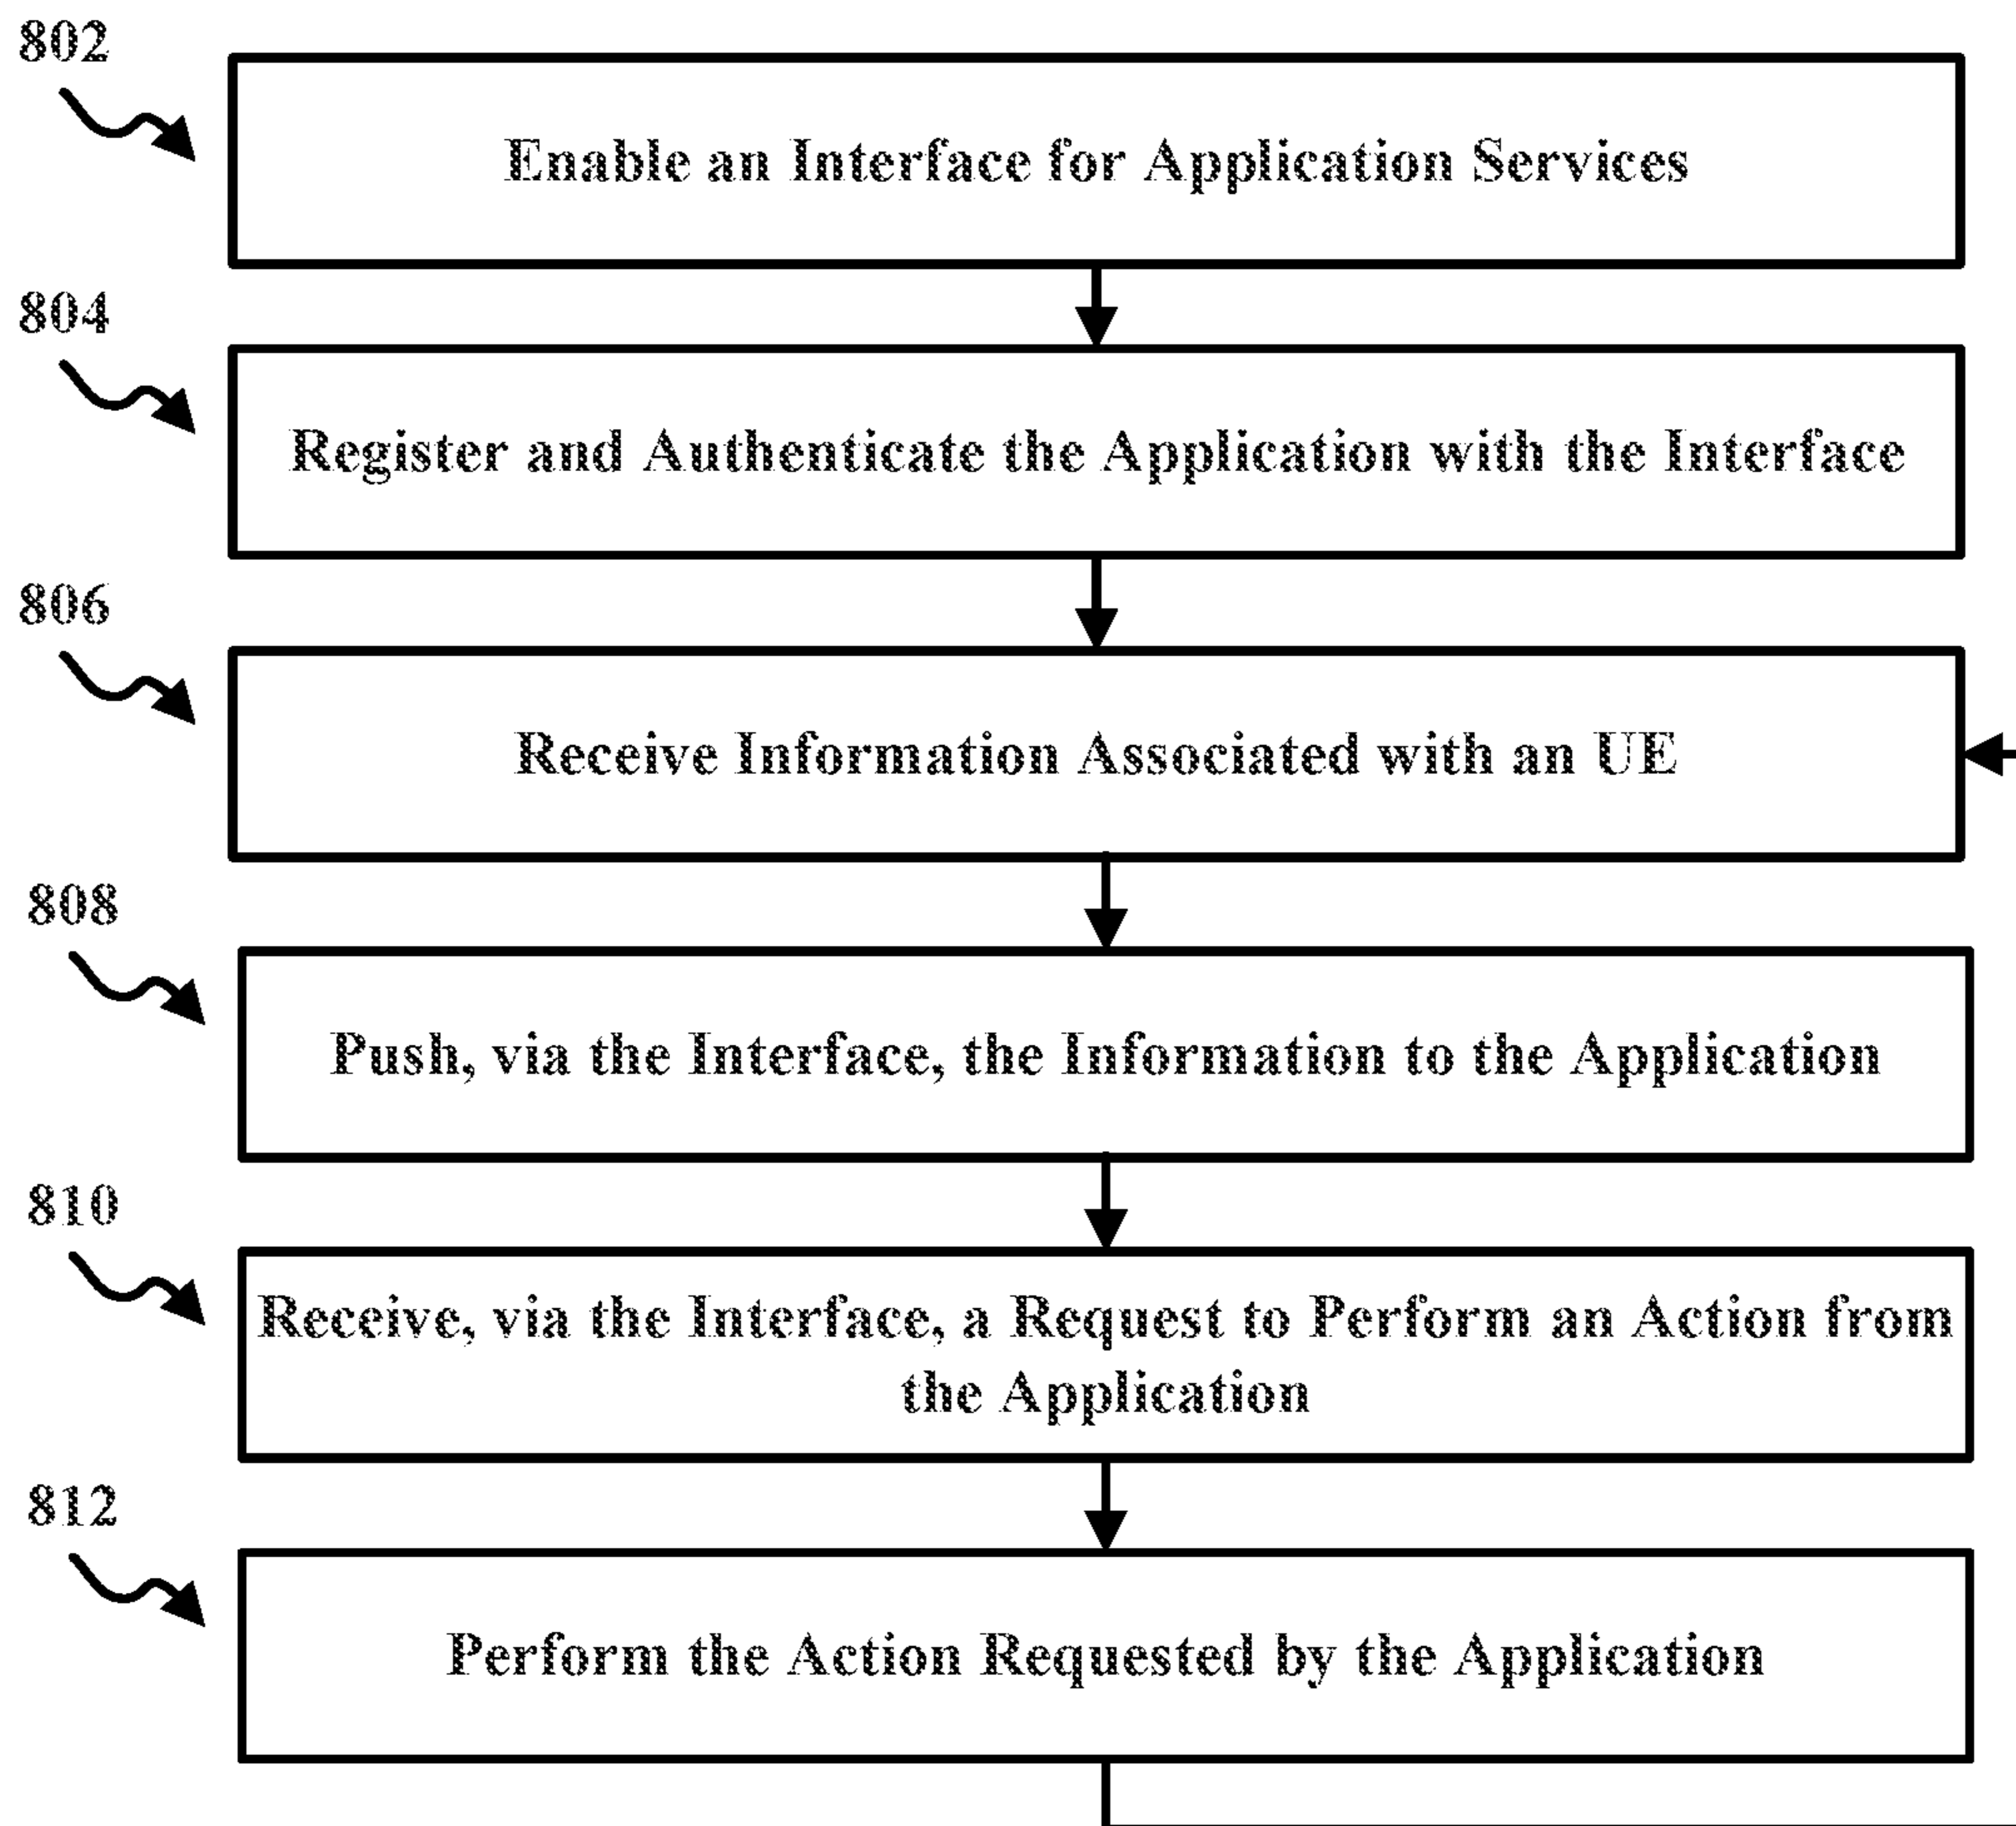 802
Enable an Interface for Application Services
804
Register and Authenticate the Application with the Interface
806
Receive Information Associated with an UE
808
Push, via the Interface, the Information to the Application
810
Receive, via the Interface, a Request to Perform an Action from
the Application
812
Perform the Action Requested by the Application